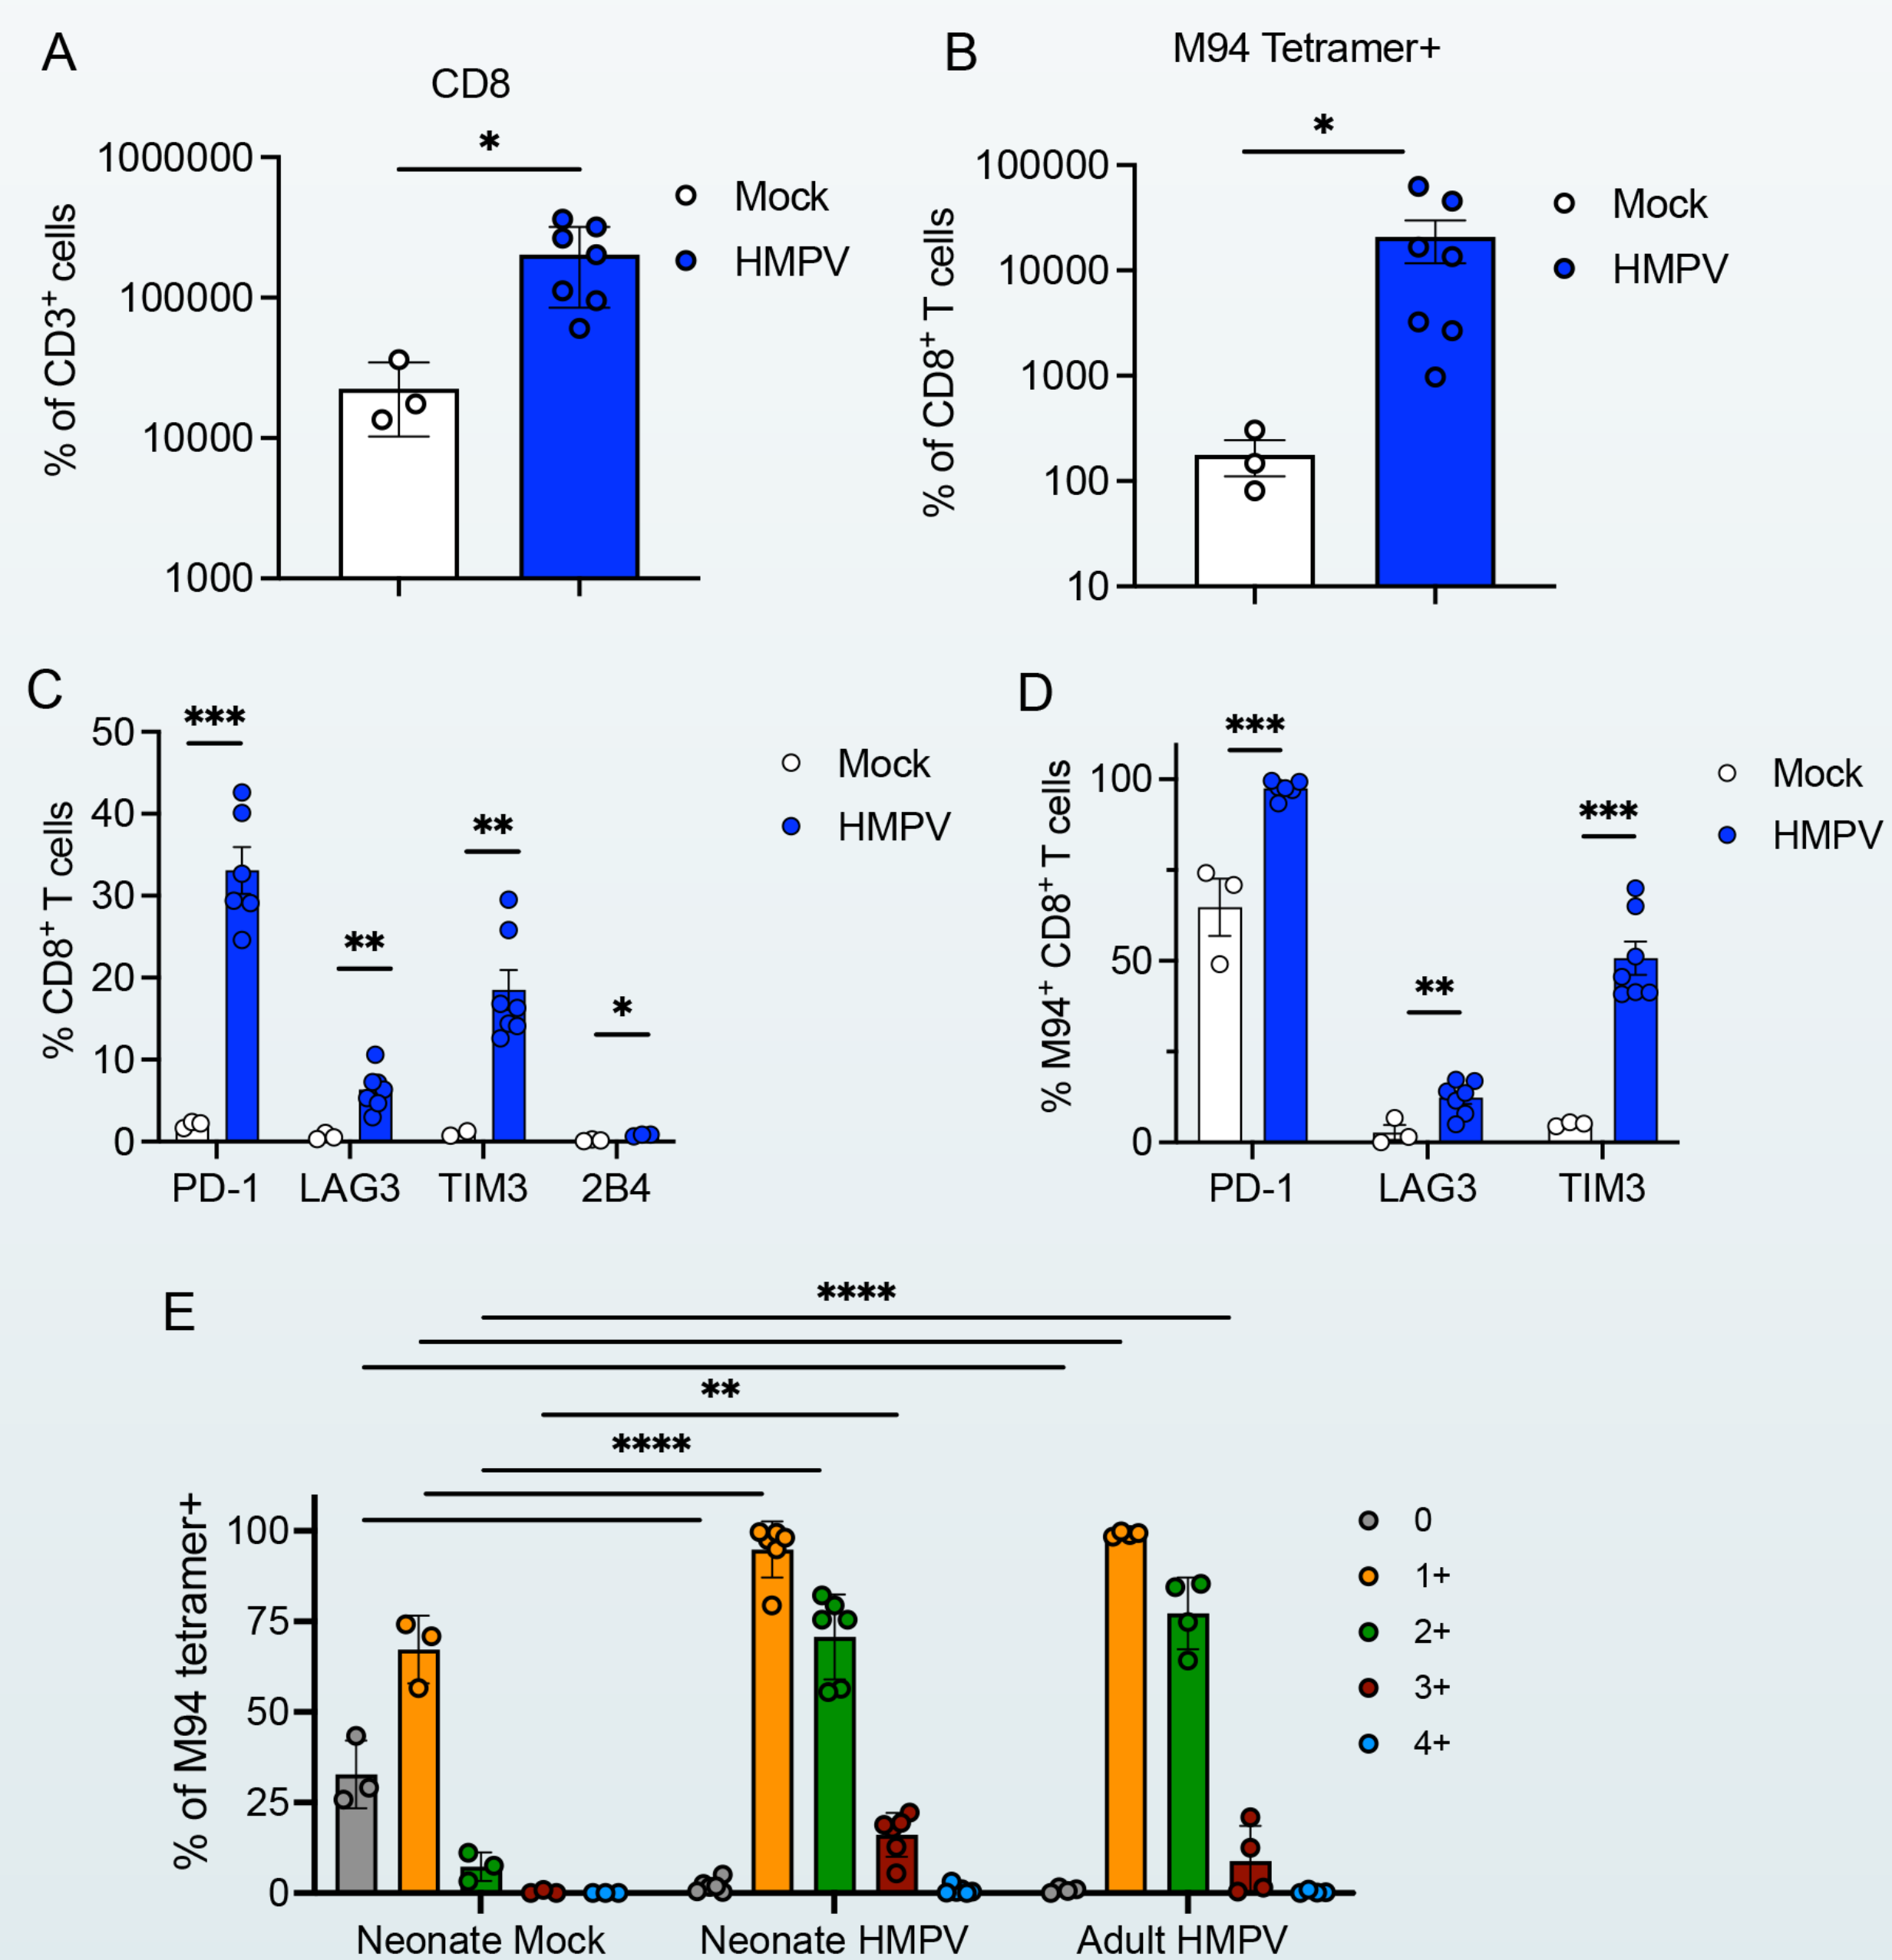 A
CD8
*
1000000
100000
10000
1000
% of CD3+ cells
Mock
HMPV
B
M94 Tetramer+
*
100000
10000
1000
100
10
% of CD8+ T cells
Mock
HMPV
C
***
**
**
*
50
40
30
20
10
0
% CD8+ T cells
PD-1 LAG3 TIM3 2B4
Mock
HMPV
D
***
**
***
100
50
0
% M94+ CD8+ T cells
PD-1 LAG3 TIM3
Mock
HMPV
E
****
**
****
100
75
50
25
0
% of M94 tetramer+
Neonate Mock Neonate HMPV Adult HMPV
0
1+
2+
3+
4+